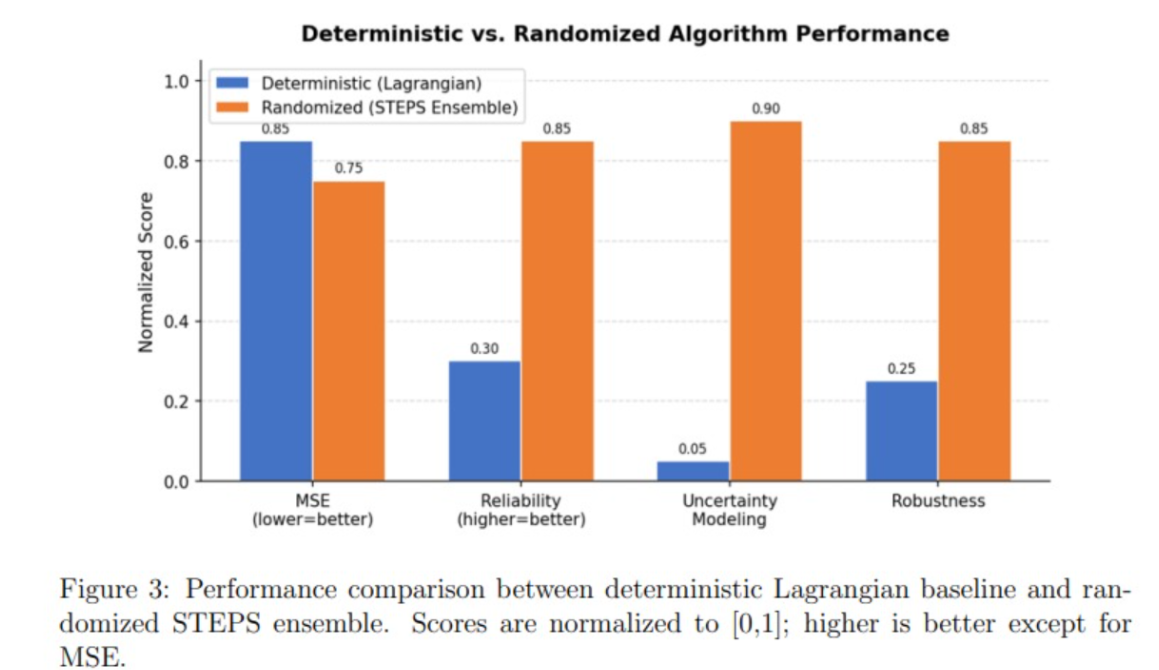 Deterministic vs. Randomized Algorithm Performance
Deterministic (Lagrangian)
Randomized (STEPS Ensemble)
Normalized Score
1.0
0.8
0.6
0.4
0.2
0.0
0.85
0.75
0.30
0.85
0.05
0.90
0.25
0.85
MSE
(lower=better)
Reliability
(higher=better)
Uncertainty
Modeling
Robustness
Figure 3: Performance comparison between deterministic Lagrangian baseline and ran-
domized STEPS ensemble. Scores are normalized to [0,1]; higher is better except for
MSE.